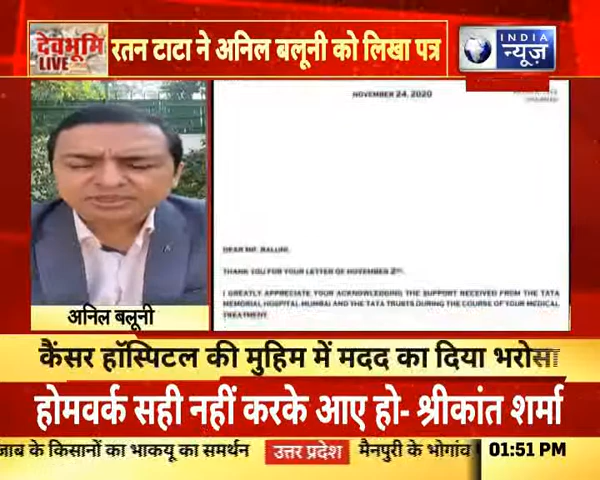 देवभूमि
LIVE
रतन टाटा ने अनिल बलूनी को लिखा पत्र
INDIA
न्यूज़
NOVEMBER 24, 2020
DEAR MR. BALUNI,
THANK YOU FOR YOUR LETTER OF NOVEMBER 2ND.
I GREATLY APPRECIATE YOUR ACKNOWLEDGING THE SUPPORT RECEIVED FROM THE TATA
MEMORIAL HOSPITAL-MUMBAI AND THE TATA TRUSTS DURING THE COURSE OF YOUR MEDICAL
TREATMENT.
अनिल बलूनी
कैंसर हॉस्पिटल की मुहिम में मदद का दिया भरोसा
होमवर्क सही नहीं करके आए हो- श्रीकांत शर्मा
जाब के किसानों का भाकयू का समर्थन उत्तर प्रदेश मैनपुरी के भोगांव 01:51 PM